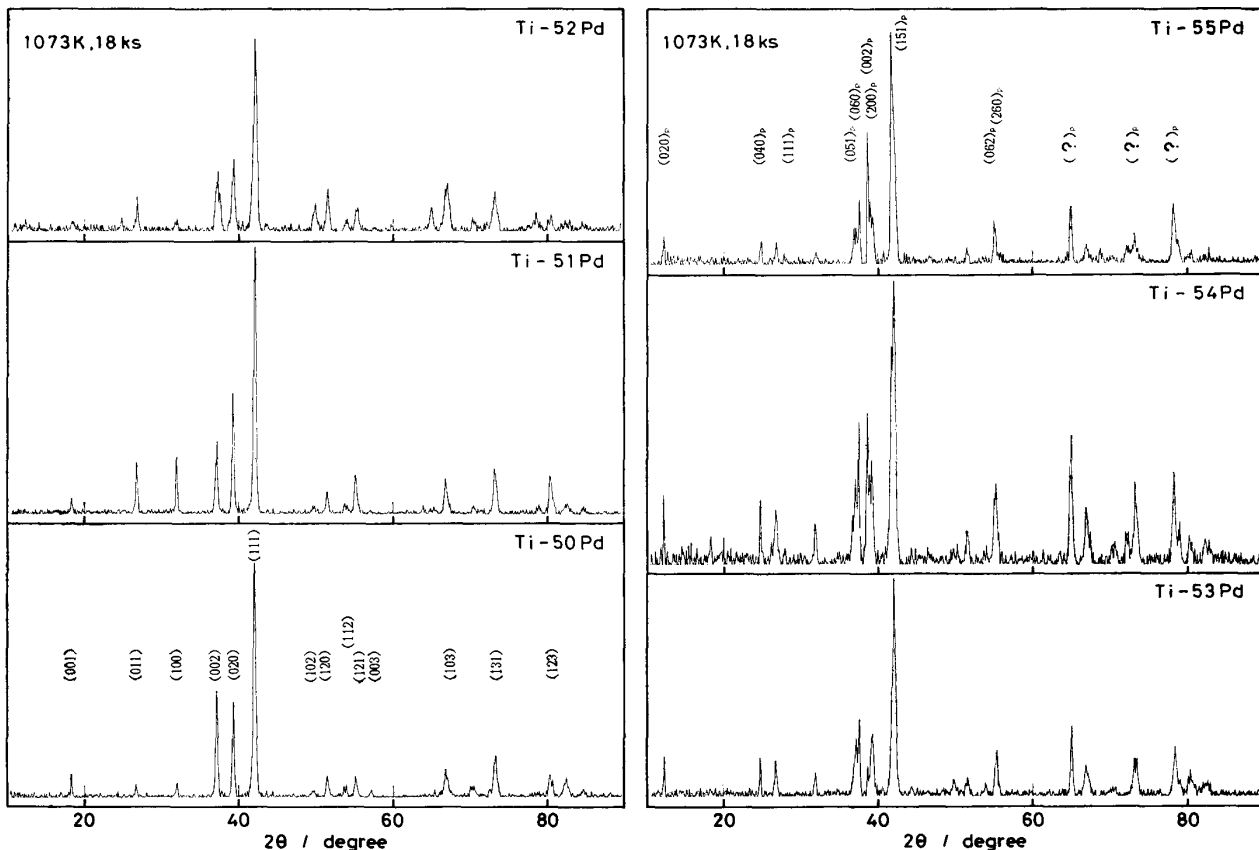 Ti-52Pd
1073K,18ks
Ti-51Pd
Ti-50Pd
(111)
(001)
(011)
(100)
(002)
(020)
(102)
(120)
(112)
(121)
(003)
(103)
(131)
(123)
20
40
60
80
2θ / degree
Ti-55Pd
1073K,18ks
(020)p
(040)p
(111)p
(051)p
(060)p
(002)p
(200)p
(151)p
(062)p
(260)p
(?)p
(?)p
(?)p
Ti-54Pd
Ti-53Pd
20
40
60
80
2θ / degree